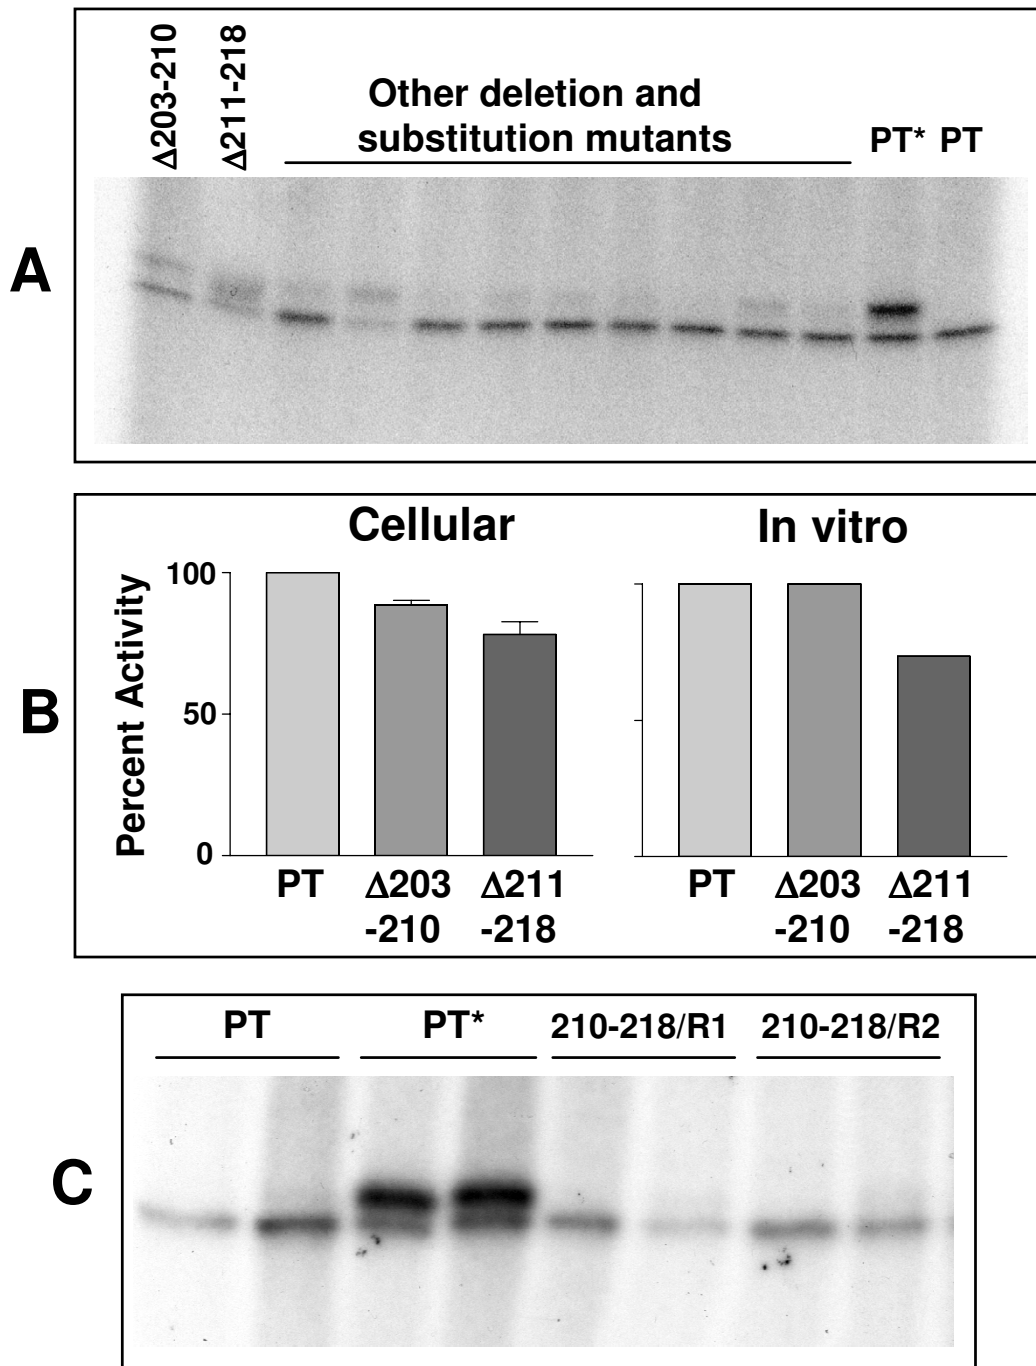 A
Δ203-210
Δ211-218
Other deletion and
substitution mutants
PT* PT
B
Cellular
Percent Activity
100
50
0
PT Δ203 Δ211
-210 -218
In vitro
PT Δ203 Δ211
-210 -218
C
PT PT* 210-218/R1 210-218/R2